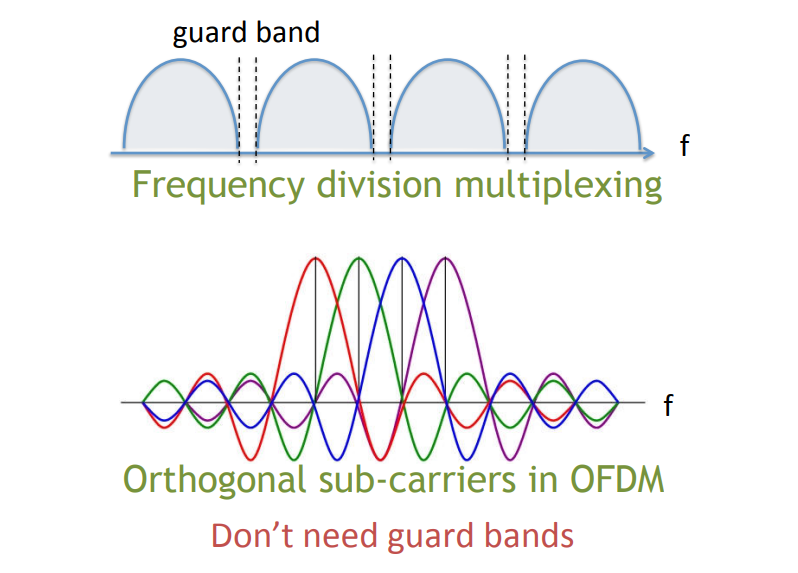 guard band
f
Frequency division multiplexing
f
Orthogonal sub-carriers in OFDM
Don’t need guard bands